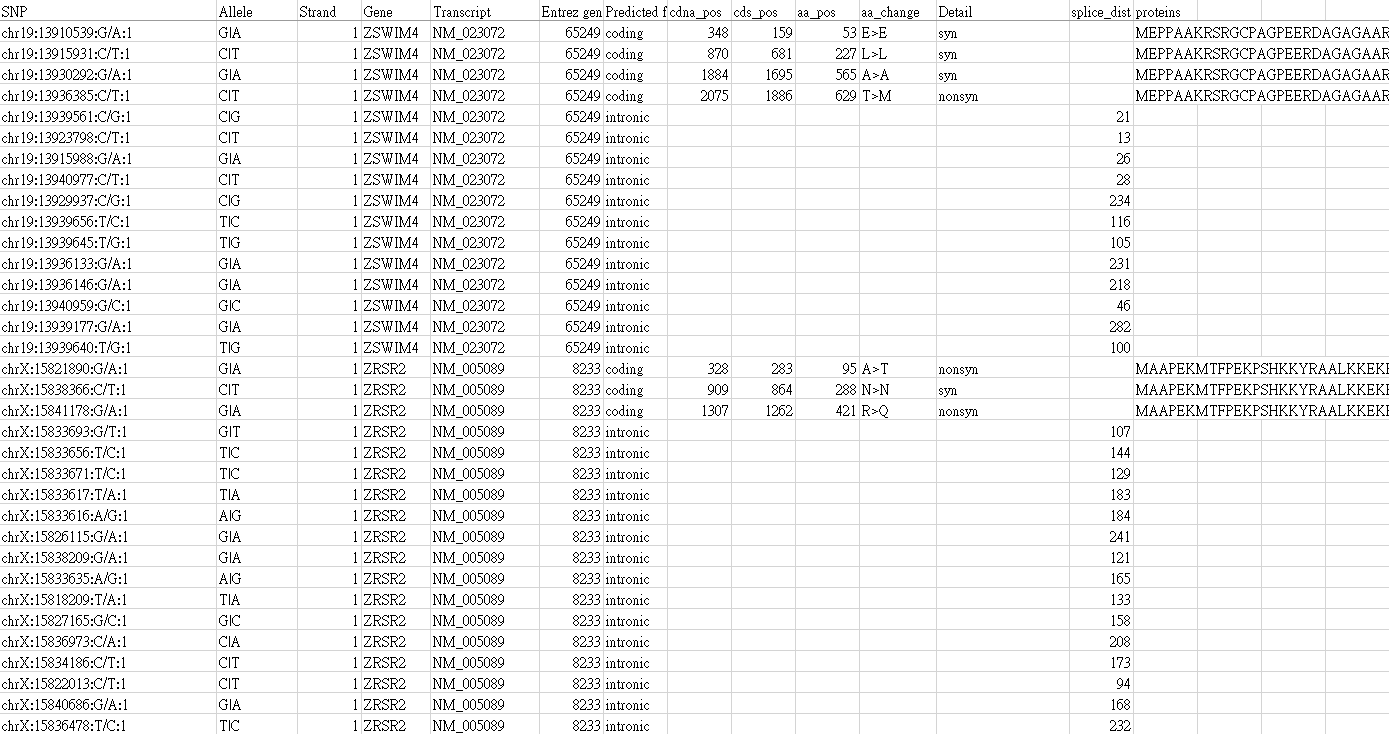 SNP Allele Strand Gene Transcript Entrez gen Predicted f cdna_pos cds_pos aa_pos aa_change Detail splice_dist proteins
chr19:13910539:G/A:1 G|A 1 ZSWIM4 NM_023072 65249 coding 348 159 53 E>E syn MEPPAAKRSRGCPAGPEERDAGAGAAR
chr19:13915931:C/T:1 C|T 1 ZSWIM4 NM_023072 65249 coding 870 681 227 L>L syn MEPPAAKRSRGCPAGPEERDAGAGAAR
chr19:13930292:G/A:1 G|A 1 ZSWIM4 NM_023072 65249 coding 1884 1695 565 A>A syn MEPPAAKRSRGCPAGPEERDAGAGAAR
chr19:13936385:C/T:1 C|T 1 ZSWIM4 NM_023072 65249 coding 2075 1886 629 T>M nonsyn MEPPAAKRSRGCPAGPEERDAGAGAAR
chr19:13939561:C/G:1 C|G 1 ZSWIM4 NM_023072 65249 intronic 21
chr19:13923798:C/T:1 C|T 1 ZSWIM4 NM_023072 65249 intronic 13
chr19:13915988:G/A:1 G|A 1 ZSWIM4 NM_023072 65249 intronic 26
chr19:13940977:C/T:1 C|T 1 ZSWIM4 NM_023072 65249 intronic 28
chr19:13929937:C/G:1 C|G 1 ZSWIM4 NM_023072 65249 intronic 234
chr19:13939656:T/C:1 T|C 1 ZSWIM4 NM_023072 65249 intronic 116
chr19:13939645:T/G:1 T|G 1 ZSWIM4 NM_023072 65249 intronic 105
chr19:13936133:G/A:1 G|A 1 ZSWIM4 NM_023072 65249 intronic 231
chr19:13936146:G/A:1 G|A 1 ZSWIM4 NM_023072 65249 intronic 218
chr19:13940959:G/C:1 G|C 1 ZSWIM4 NM_023072 65249 intronic 46
chr19:13939177:G/A:1 G|A 1 ZSWIM4 NM_023072 65249 intronic 282
chr19:13939640:T/G:1 T|G 1 ZSWIM4 NM_023072 65249 intronic 100
chrX:15821890:G/A:1 G|A 1 ZRSR2 NM_005089 8233 coding 328 283 95 A>T nonsyn MAAPEKMTFPEKPSHKKYRAALKKEKR
chrX:15838366:C/T:1 C|T 1 ZRSR2 NM_005089 8233 coding 909 864 288 N>N syn MAAPEKMTFPEKPSHKKYRAALKKEKR
chrX:15841178:G/A:1 G|A 1 ZRSR2 NM_005089 8233 coding 1307 1262 421 R>Q nonsyn MAAPEKMTFPEKPSHKKYRAALKKEKR
chrX:15833693:G/T:1 G|T 1 ZRSR2 NM_005089 8233 intronic 107
chrX:15833656:T/C:1 T|C 1 ZRSR2 NM_005089 8233 intronic 144
chrX:15833671:T/C:1 T|C 1 ZRSR2 NM_005089 8233 intronic 129
chrX:15833617:T/A:1 T|A 1 ZRSR2 NM_005089 8233 intronic 183
chrX:15833616:A/G:1 A|G 1 ZRSR2 NM_005089 8233 intronic 184
chrX:15826115:G/A:1 G|A 1 ZRSR2 NM_005089 8233 intronic 241
chrX:15838209:G/A:1 G|A 1 ZRSR2 NM_005089 8233 intronic 121
chrX:15833635:A/G:1 A|G 1 ZRSR2 NM_005089 8233 intronic 165
chrX:15818209:T/A:1 T|A 1 ZRSR2 NM_005089 8233 intronic 133
chrX:15827165:G/C:1 G|C 1 ZRSR2 NM_005089 8233 intronic 158
chrX:15836973:C/A:1 C|A 1 ZRSR2 NM_005089 8233 intronic 208
chrX:15834186:C/T:1 C|T 1 ZRSR2 NM_005089 8233 intronic 173
chrX:15822013:C/T:1 C|T 1 ZRSR2 NM_005089 8233 intronic 94
chrX:15840686:G/A:1 G|A 1 ZRSR2 NM_005089 8233 intronic 168
chrX:15836478:T/C:1 T|C 1 ZRSR2 NM_005089 8233 intronic 232